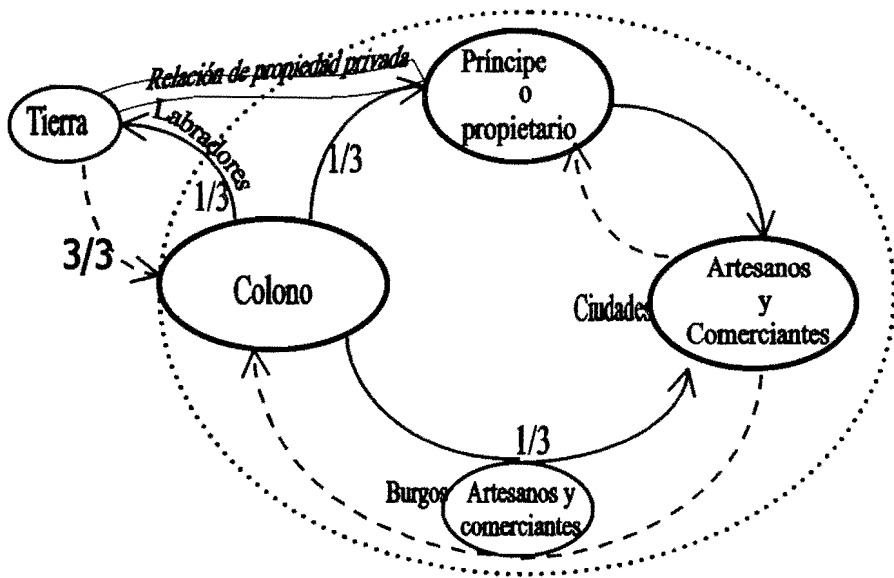 Relación de propiedad privada
Príncipe
o
propietario
Tierra
Labradores
1/3
1/3
3/3
Colono
Artesanos
y
Comerciantes
Ciudades
1/3
Burgos
Artesanos y
comerciantes